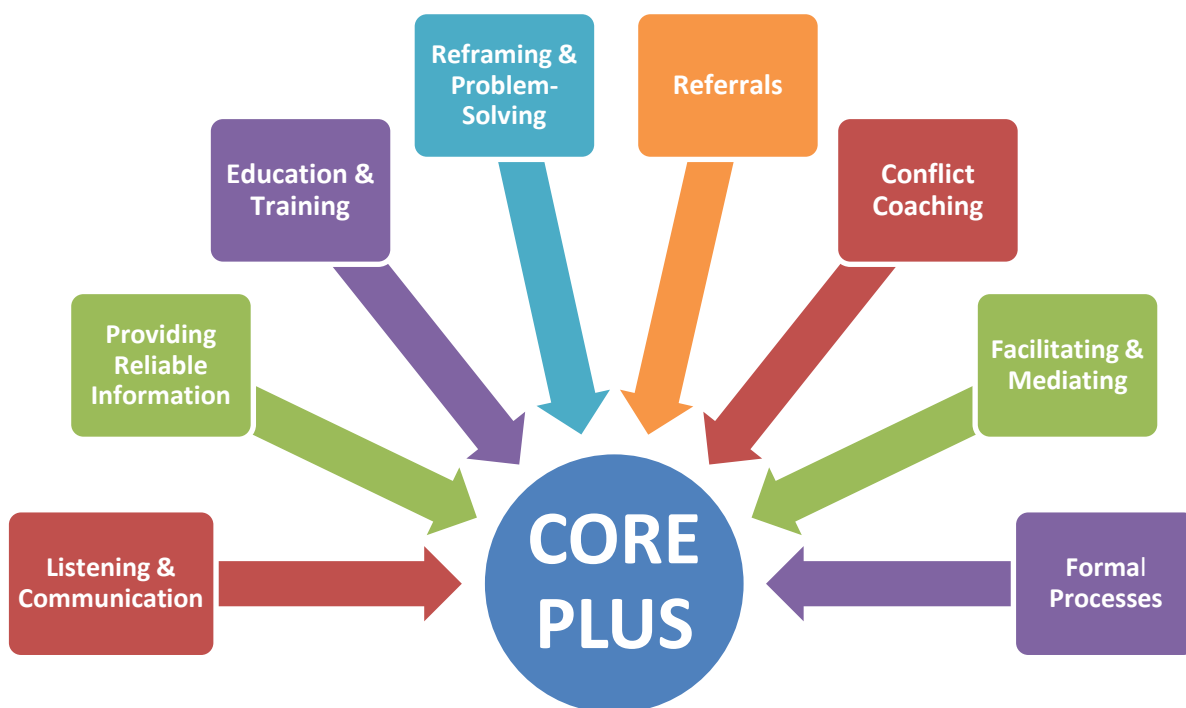 Reframing &
Problem-
Solving
Referrals
Education &
Training
Conflict
Coaching
Providing
Reliable
Information
Facilitating &
Mediating
Listening &
Communication
CORE
PLUS
Formal
Processes